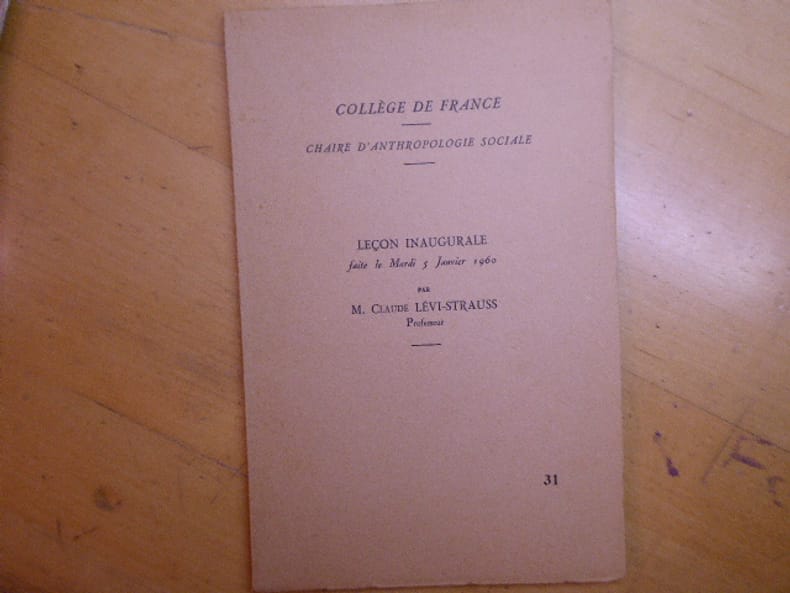 COLLÈGE DE FRANCE
CHAIRE D'ANTHROPOLOGIE SOCIALE
LEÇON INAUGURALE
faite le Mardi 5 Janvier 1960
PAR
M. CLAUDE LÉVI-STRAUSS
Professeur
31